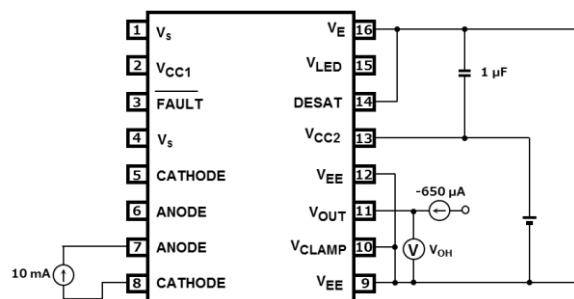 1 Vs VE 16
2 VCC1 VLED 15
3 FAULT DESAT 14
1 µF
4 Vs VCC2 13
5 CATHODE VEE 12
-650 µA
6 ANODE VOUT 11
7 ANODE VCLAMP 10
V VOH
10 mA
8 CATHODE VEE 9